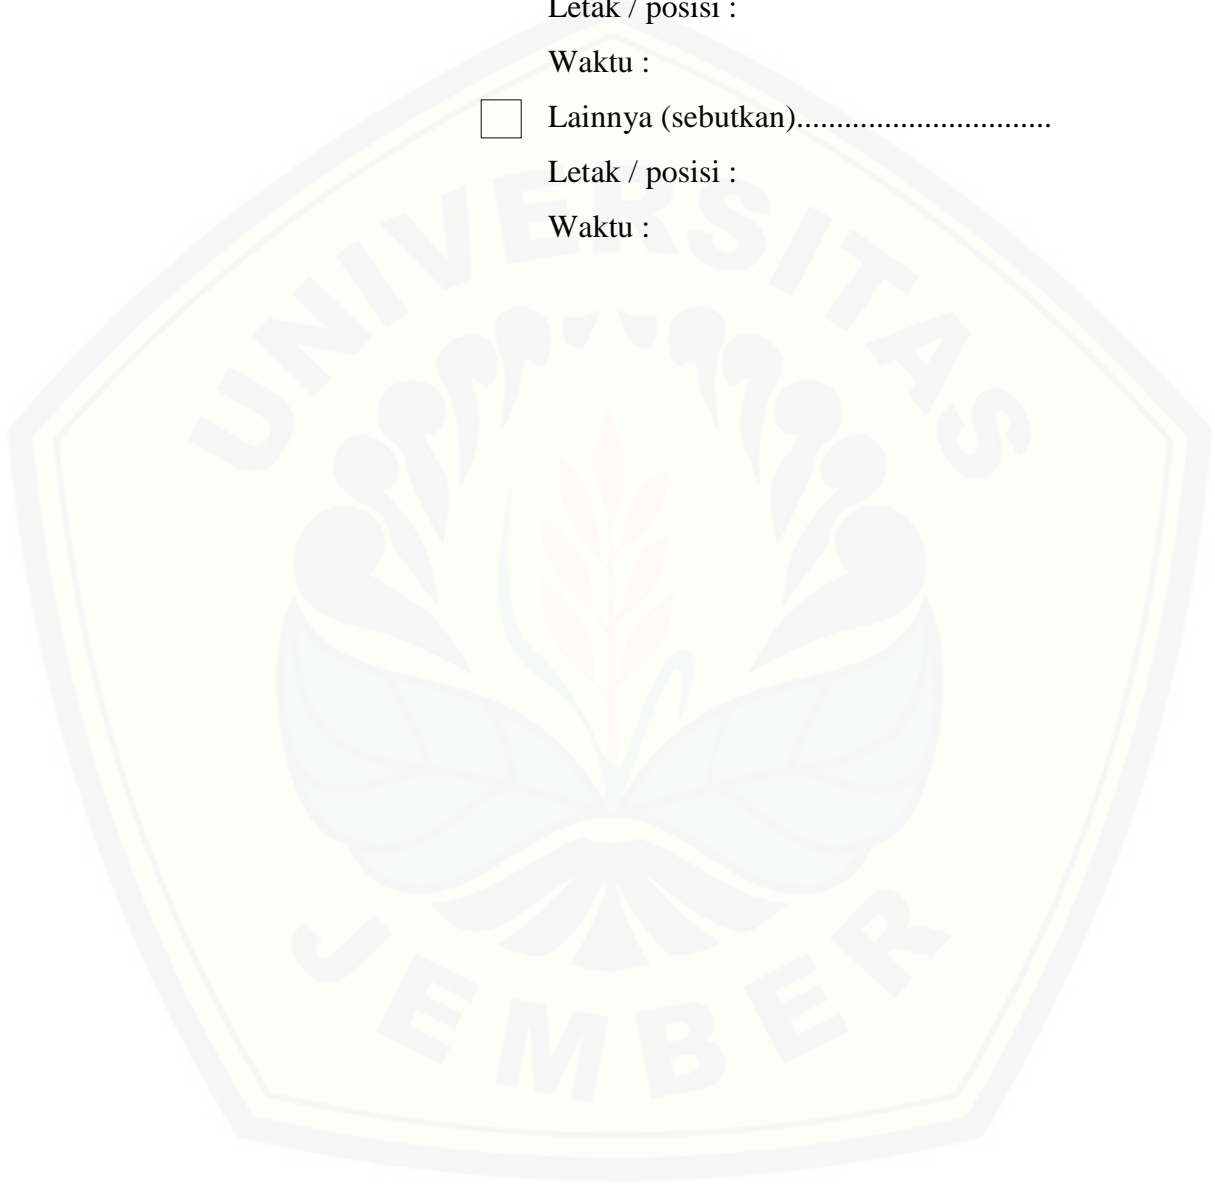 Letak / posisi :
Waktu :
Lainnya (sebutkan)................................
Letak / posisi :
Waktu :
UNIVERSITAS
JEMBER